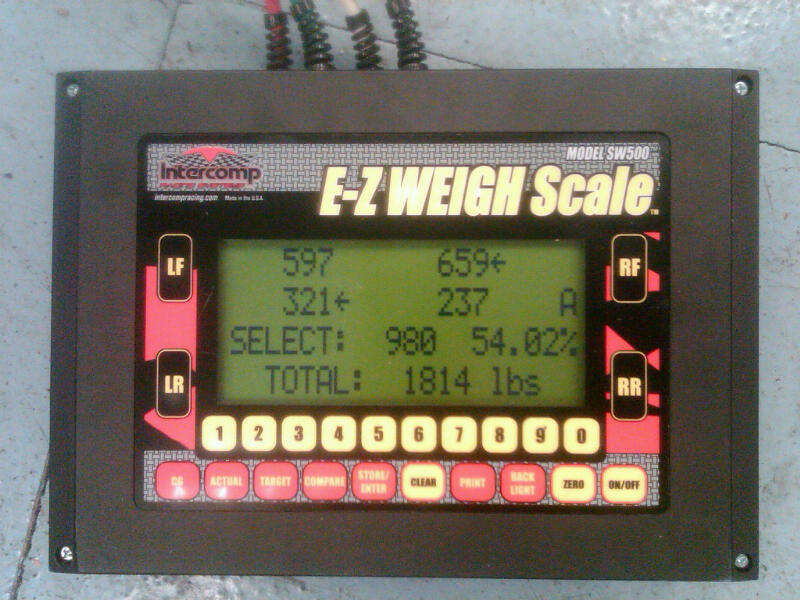 MODEL SW500
Intercomp
RACING SYSTEMS
intercompracing.com Made in the U.S.A.
E-Z WEIGH Scale™
LF
597 659←
RF
321← 237 A
SELECT: 980 54.02%
LR
TOTAL: 1814 lbs
RR
1 2 3 4 5 6 7 8 9 0
CG ACTUAL TARGET COMPARE STORE/ENTER CLEAR PRINT BACK LIGHT ZERO ON/OFF